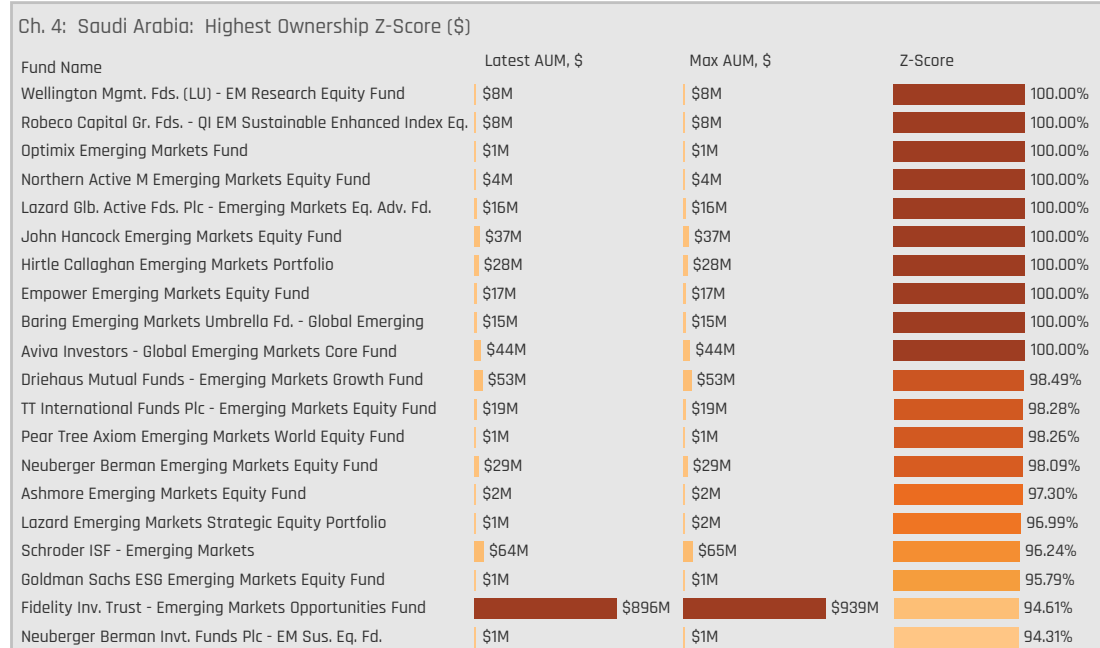 Ch. 4: Saudi Arabia: Highest Ownership Z-Score ($)
Fund Name Latest AUM, $ Max AUM, $ Z-Score
Wellington Mgmt. Fds. (LU) - EM Research Equity Fund $8M $8M 100.00%
Robeco Capital Gr. Fds. - QI EM Sustainable Enhanced Index Eq. $8M $8M 100.00%
Optimix Emerging Markets Fund $1M $1M 100.00%
Northern Active M Emerging Markets Equity Fund $4M $4M 100.00%
Lazard Glb. Active Fds. Plc - Emerging Markets Eq. Adv. Fd. $16M $16M 100.00%
John Hancock Emerging Markets Equity Fund $37M $37M 100.00%
Hirtle Callaghan Emerging Markets Portfolio $28M $28M 100.00%
Empower Emerging Markets Equity Fund $17M $17M 100.00%
Baring Emerging Markets Umbrella Fd. - Global Emerging $15M $15M 100.00%
Aviva Investors - Global Emerging Markets Core Fund $44M $44M 100.00%
Driehaus Mutual Funds - Emerging Markets Growth Fund $53M $53M 98.49%
TT International Funds Plc - Emerging Markets Equity Fund $19M $19M 98.28%
Pear Tree Axiom Emerging Markets World Equity Fund $1M $1M 98.26%
Neuberger Berman Emerging Markets Equity Fund $29M $29M 98.09%
Ashmore Emerging Markets Equity Fund $2M $2M 97.30%
Lazard Emerging Markets Strategic Equity Portfolio $1M $2M 96.99%
Schroder ISF - Emerging Markets $64M $65M 96.24%
Goldman Sachs ESG Emerging Markets Equity Fund $1M $1M 95.79%
Fidelity Inv. Trust - Emerging Markets Opportunities Fund $896M $939M 94.61%
Neuberger Berman Invt. Funds Plc - EM Sus. Eq. Fd. $1M $1M 94.31%